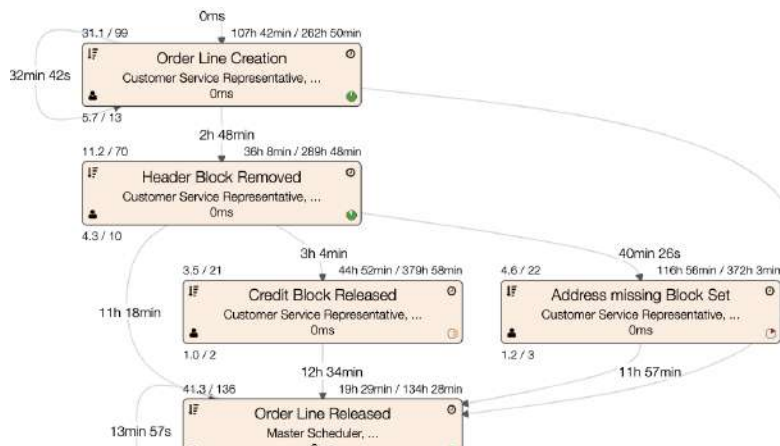 0ms
31.1 / 99
107h 42min / 262h 50min
Order Line Creation
Customer Service Representative, ...
0ms
32min 42s
5.7 / 13
2h 48min
11.2 / 70
36h 8min / 289h 48min
Header Block Removed
Customer Service Representative, ...
0ms
4.3 / 10
3h 4min
40min 26s
3.5 / 21
44h 52min / 379h 58min
4.6 / 22
116h 56min / 372h 3min
Credit Block Released
Customer Service Representative, ...
0ms
Address missing Block Set
Customer Service Representative, ...
0ms
11h 18min
1.0 / 2
1.2 / 3
12h 34min
11h 57min
41.3 / 136
19h 29min / 134h 28min
Order Line Released
Master Scheduler, ...
13min 57s